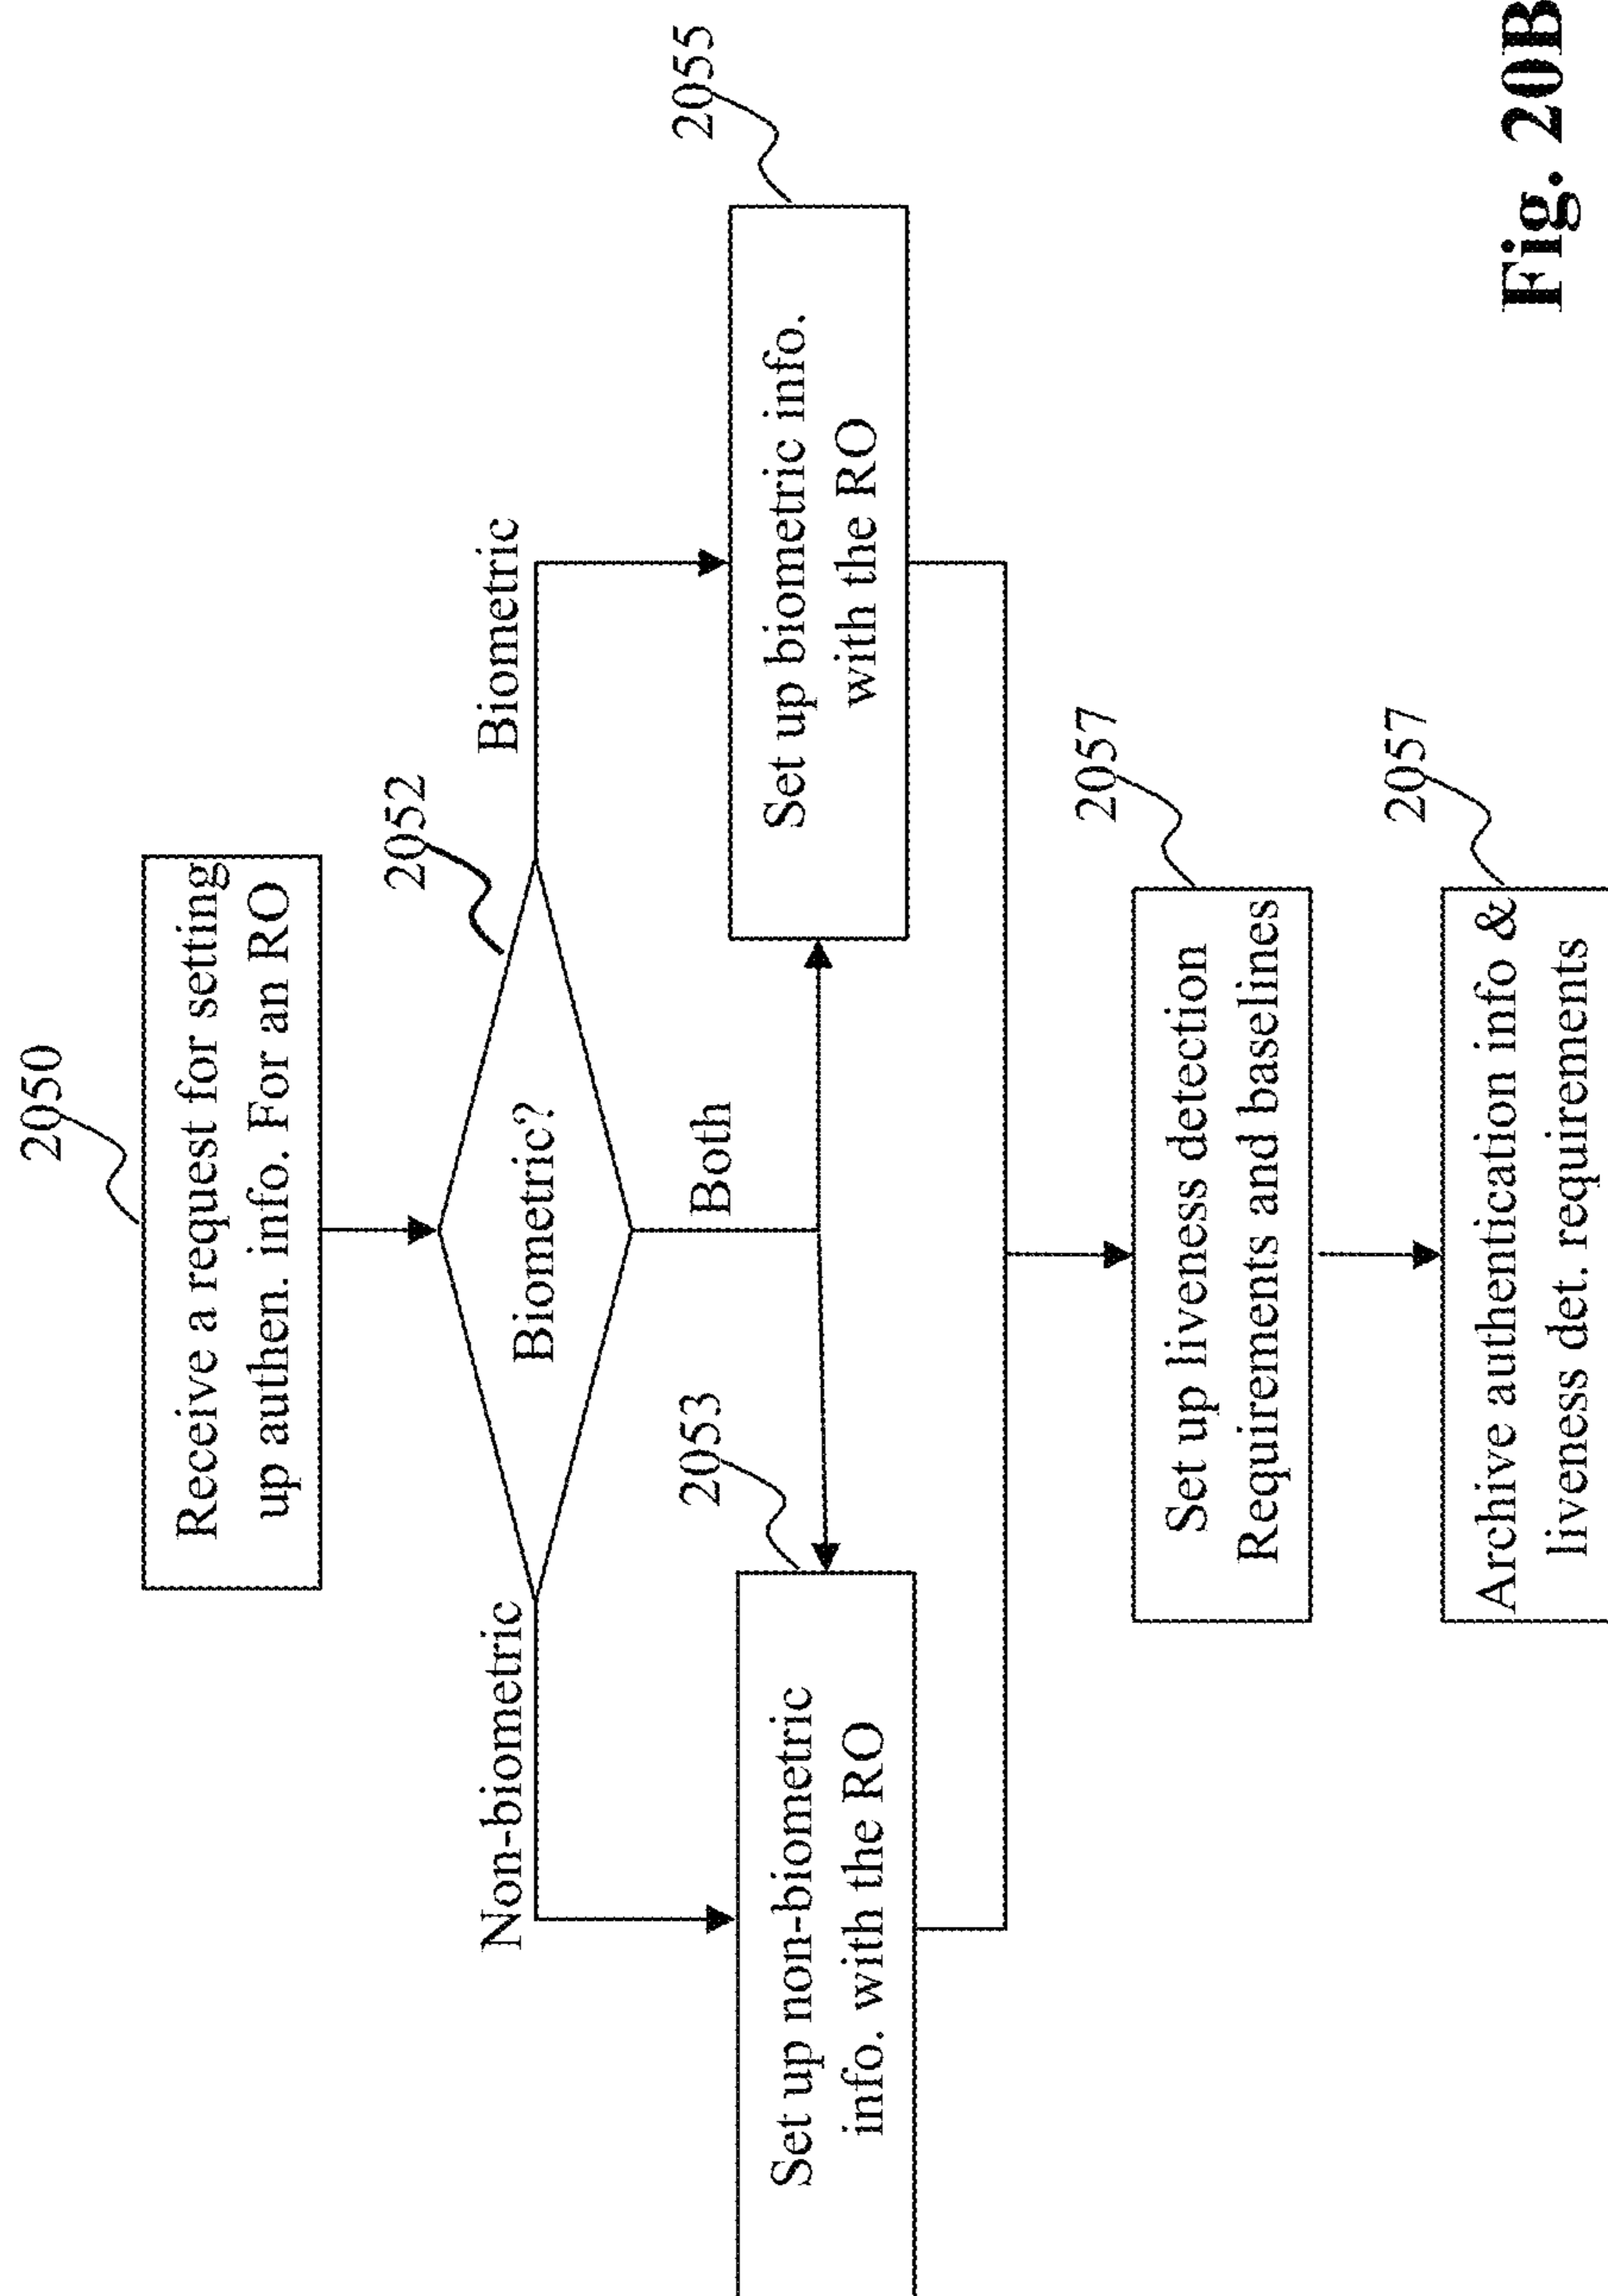 2050
Receive a request for setting
up authen. info. For an RO
2052
Biometric?
Non-biometric
Biometric
Both
2053
2055
Set up non-biometric
info. with the RO
Set up biometric info.
with the RO
2057
Set up liveness detection
Requirements and baselines
2057
Archive authentication info &
liveness det. requirements
Fig. 20B